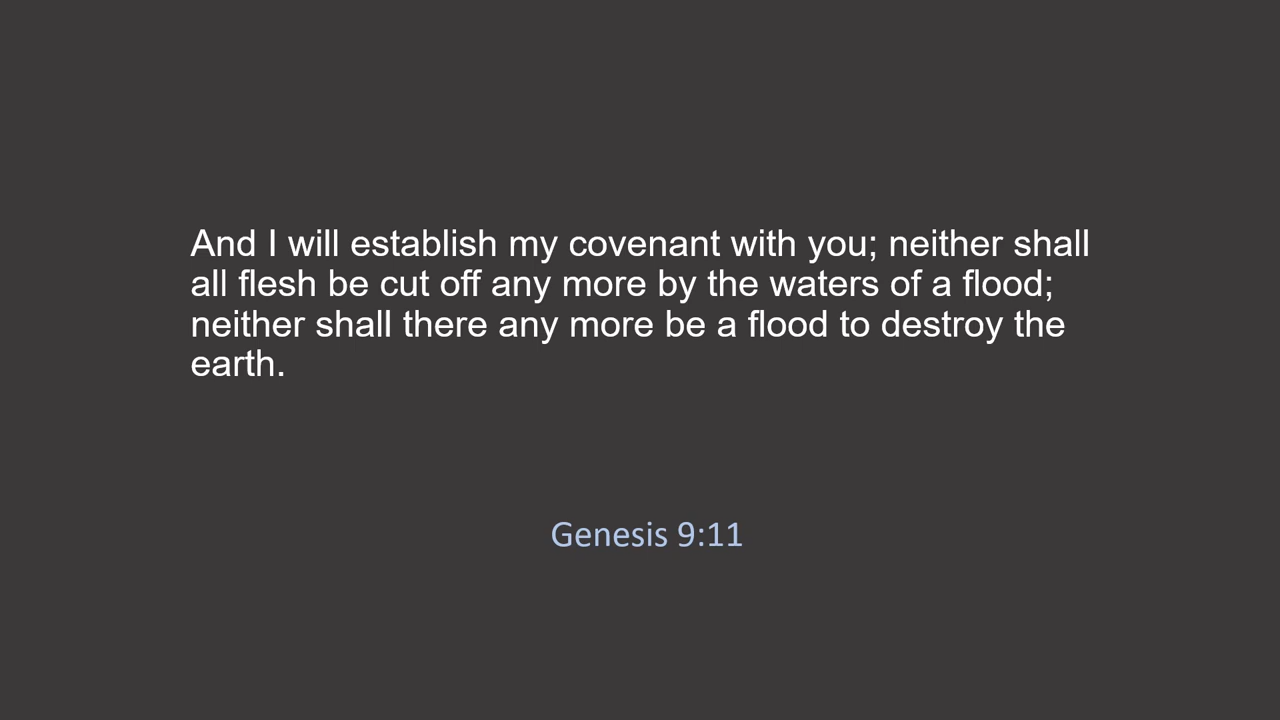 And I will establish my covenant with you; neither shall
all flesh be cut off any more by the waters of a flood;
neither shall there any more be a flood to destroy the
earth.
Genesis 9:11